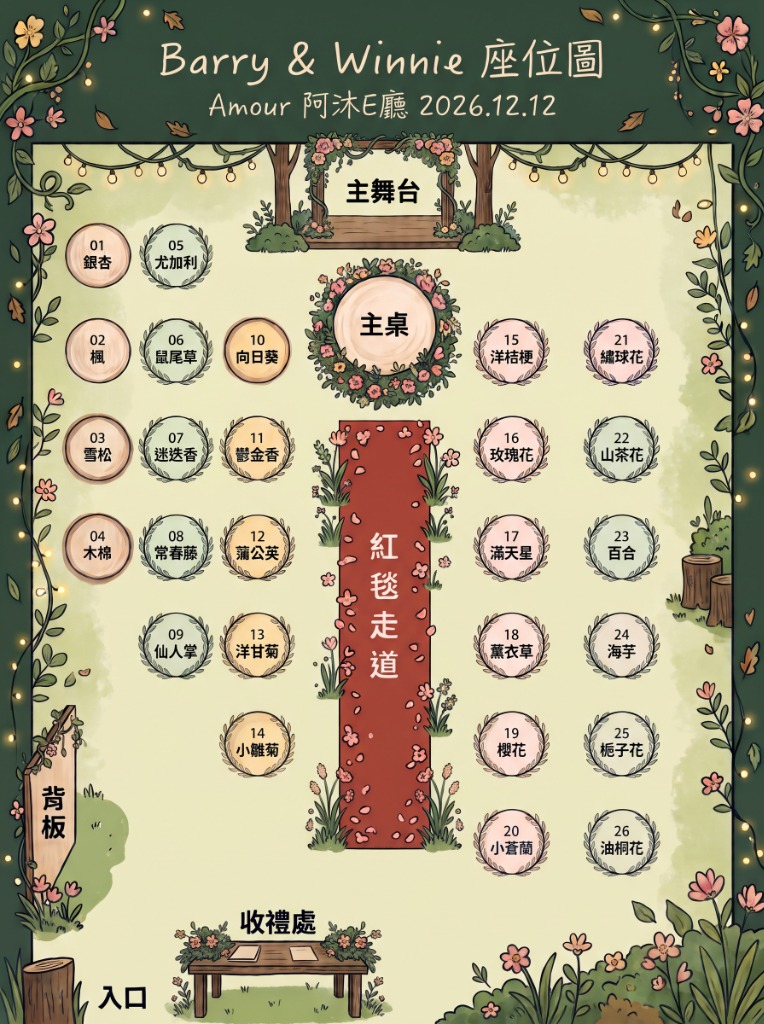 Barry & Winnie 座位圖
Amour 阿沐E廳 2026.12.12
主舞台
主桌
01
銀杏
05
尤加利
02
楓
06
鼠尾草
10
向日葵
15
洋桔梗
21
繡球花
03
雪松
07
迷迭香
11
鬱金香
16
玫瑰花
22
山茶花
04
木棉
08
常春藤
12
蒲公英
17
滿天星
23
百合
09
仙人掌
13
洋甘菊
18
薰衣草
24
海芋
14
小雛菊
19
櫻花
25
梔子花
20
小蒼蘭
26
油桐花
紅毯走道
背板
收禮處
入口